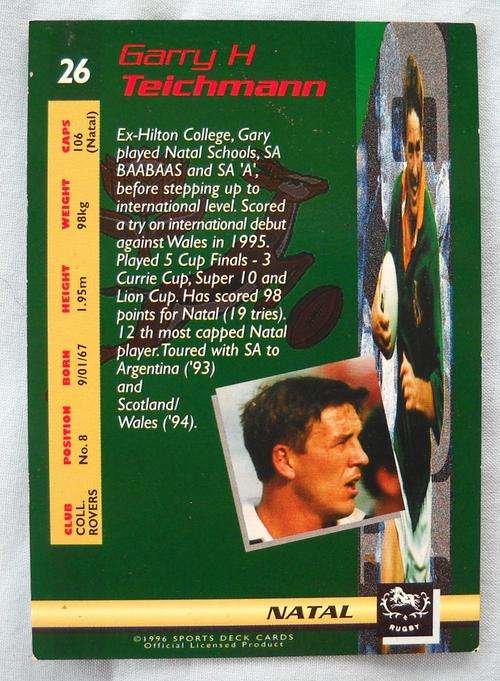 26
Garry H
Teichmann
CAPS
106
(Natal)
WEIGHT
98kg
HEIGHT
1.95m
BORN
9/01/67
POSITION
No. 8
CLUB
COLL.
ROVERS
Ex-Hilton College, Gary
played Natal Schools, SA
BAABAAS and SA 'A',
before stepping up to
international level. Scored
a try on international debut
against Wales in 1995.
Played 5 Cup Finals - 3
Currie Cup, Super 10 and
Lion Cup. Has scored 98
points for Natal (19 tries).
12 th most capped Natal
player. Toured with SA to
Argentina ('93)
and
Scotland/
Wales ('94).
NATAL
RUGBY
©1996 SPORTS DECK CARDS
Official Licensed Product